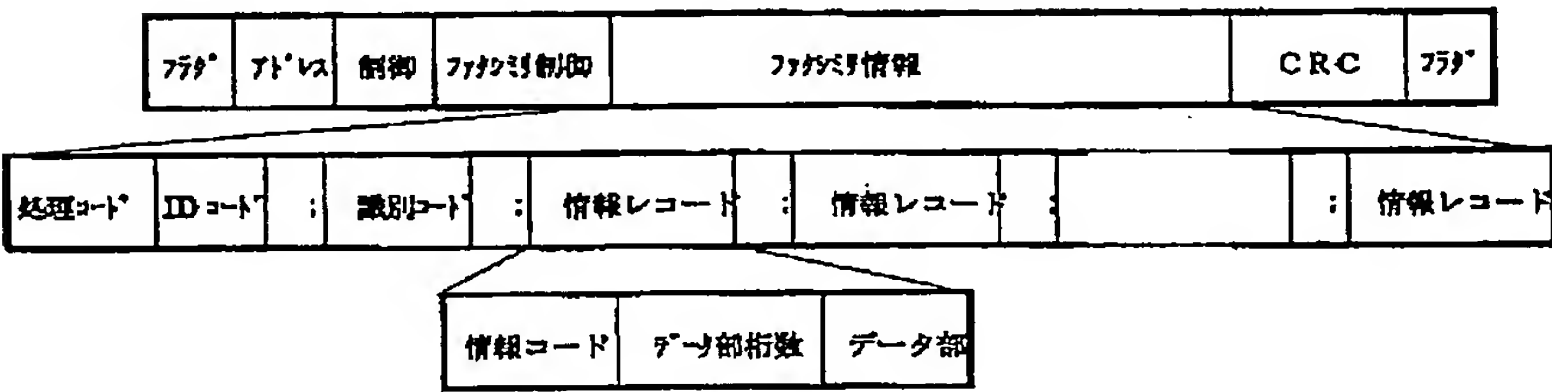 フラグ アドレス 制御 ファクシミリ制御 ファクシミリ情報 CRC フラグ
処理コード IDコード : 識別コード : 情報レコード : 情報レコード : : 情報レコード
情報コード データ部桁数 データ部